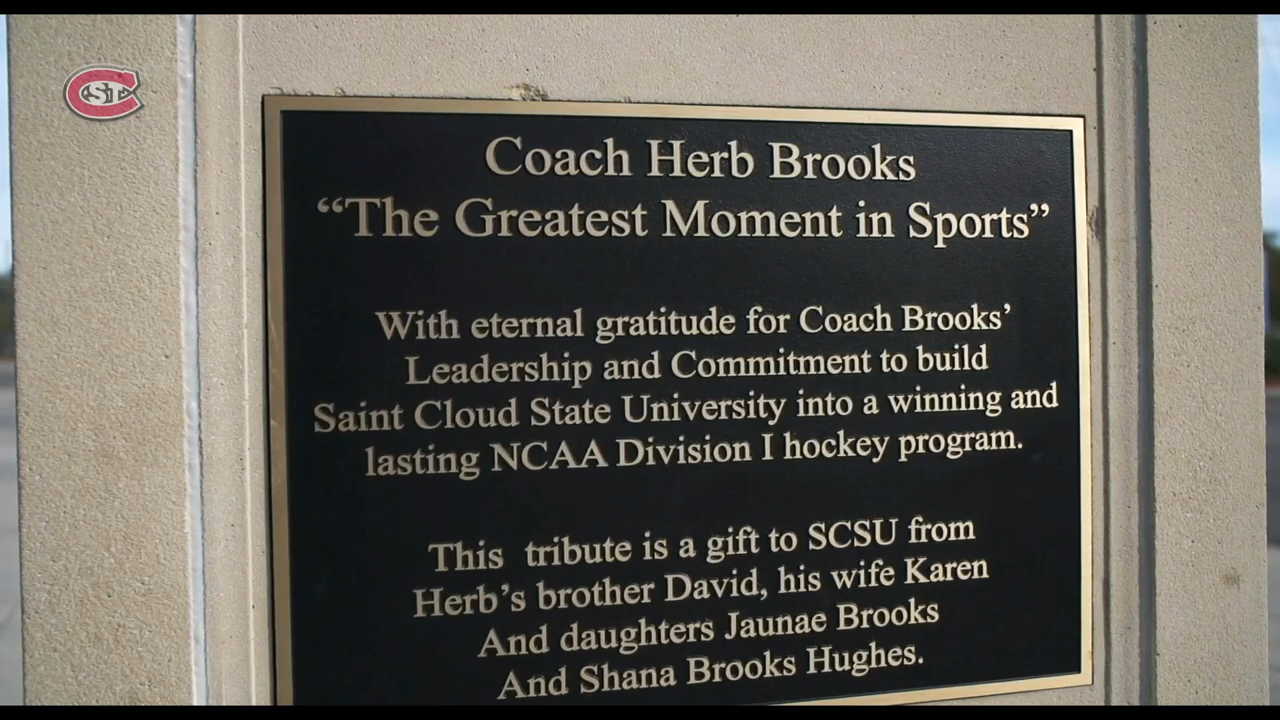 C ST
Coach Herb Brooks
“The Greatest Moment in Sports”
With eternal gratitude for Coach Brooks’
Leadership and Commitment to build
Saint Cloud State University into a winning and
lasting NCAA Division I hockey program.
This tribute is a gift to SCSU from
Herb’s brother David, his wife Karen
And daughters Jaunae Brooks
And Shana Brooks Hughes.